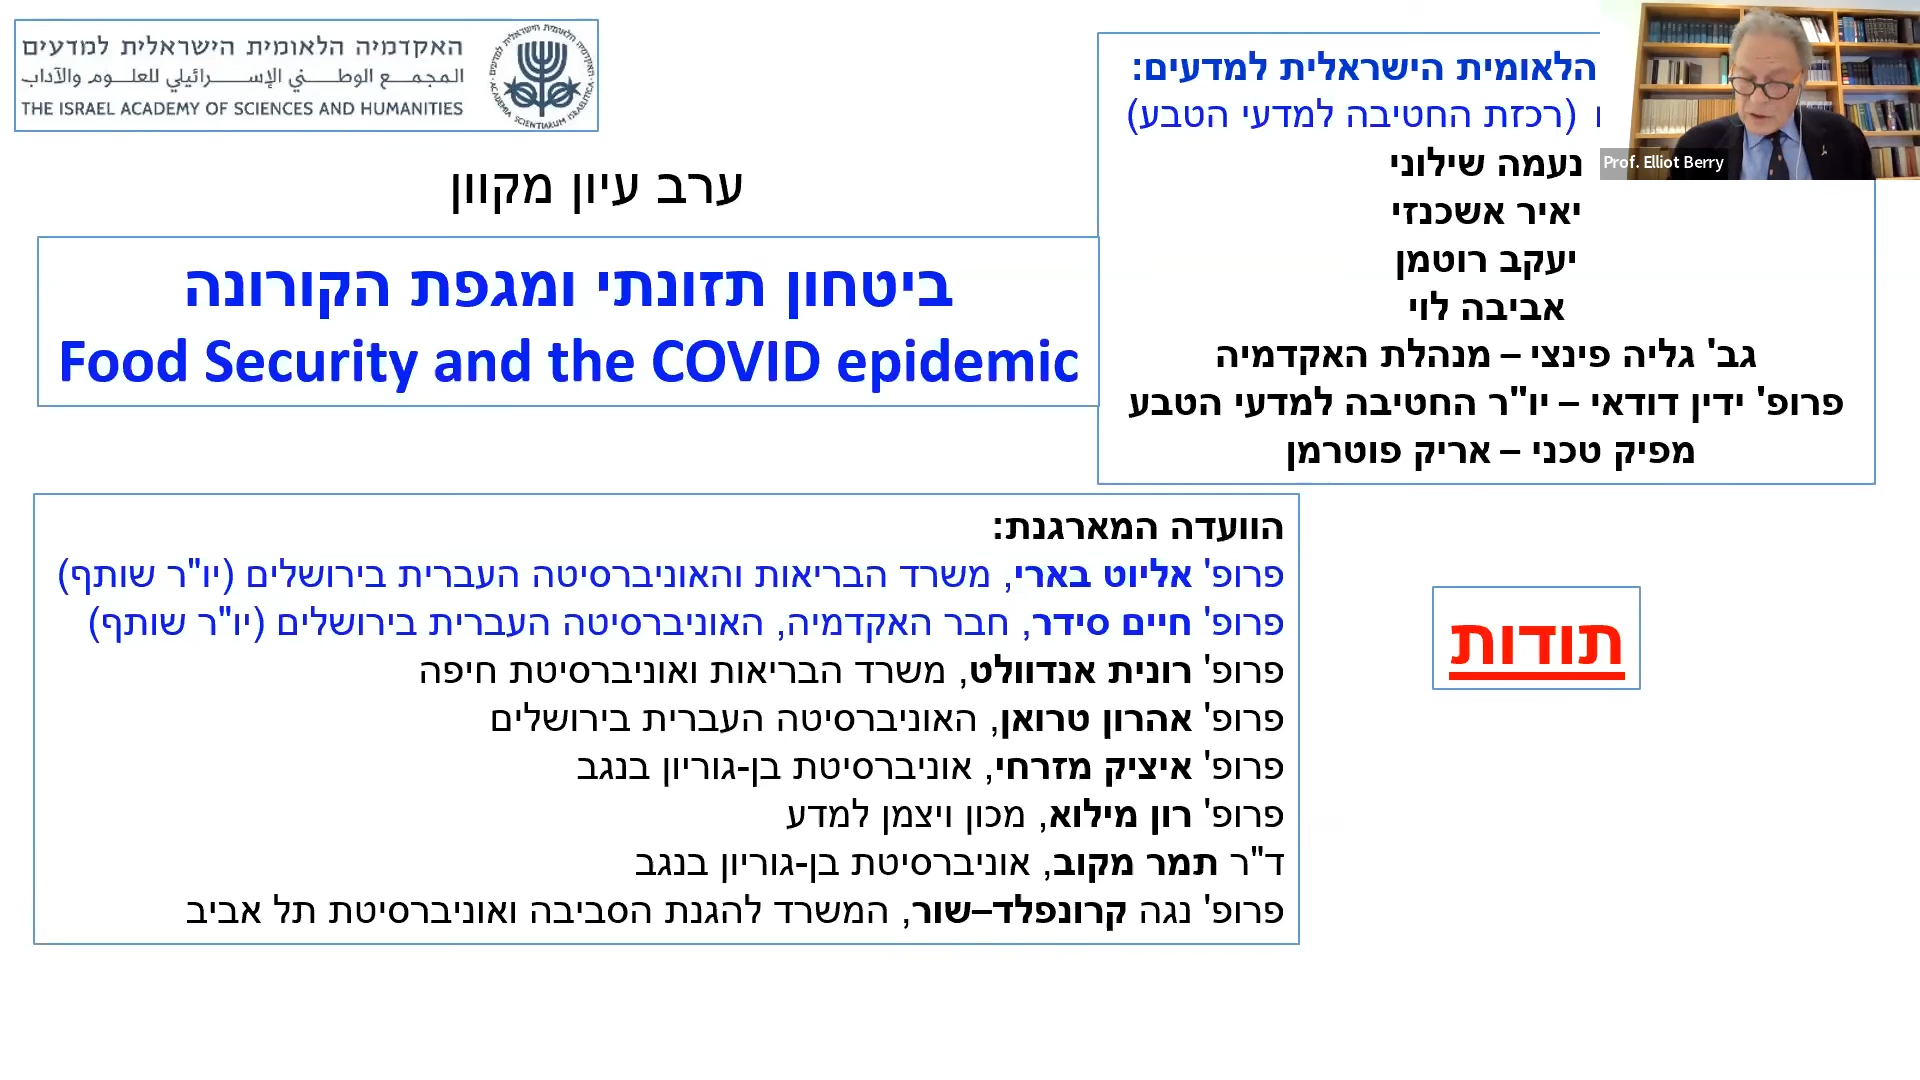 האקדמיה הלאומית הישראלית למדעים
المجمع الوطني الإسرائيلي للعلوم والآداب
THE ISRAEL ACADEMY OF SCIENCES AND HUMANITIES
ערב עיון מקוון
ביטחון תזונתי ומגפת הקורונה
Food Security and the COVID epidemic
הלאומית הישראלית למדעים:
(רכזת החטיבה למדעי הטבע)
נעמה שילוני
יאיר אשכנזי
יעקב רוטמן
אביבה לוי
גב' גליה פינצי – מנהלת האקדמיה
פרופ' ידין דודאי – יו"ר החטיבה למדעי הטבע
מפיק טכני – אריק פוטרמן
Prof. Elliot Berry
הוועדה המארגנת:
פרופ' אליוט בארי, משרד הבריאות והאוניברסיטה העברית בירושלים (יו"ר שותף)
פרופ' חיים סידר, חבר האקדמיה, האוניברסיטה העברית בירושלים (יו"ר שותף)
פרופ' רונית אנדוולט, משרד הבריאות ואוניברסיטת חיפה
פרופ' אהרון טרואן, האוניברסיטה העברית בירושלים
פרופ' איציק מזרחי, אוניברסיטת בן-גוריון בנגב
פרופ' רון מילוא, מכון ויצמן למדע
ד"ר תמר מקוב, אוניברסיטת בן-גוריון בנגב
פרופ' נגה קרונפלד–שור, המשרד להגנת הסביבה ואוניברסיטת תל אביב
תודות